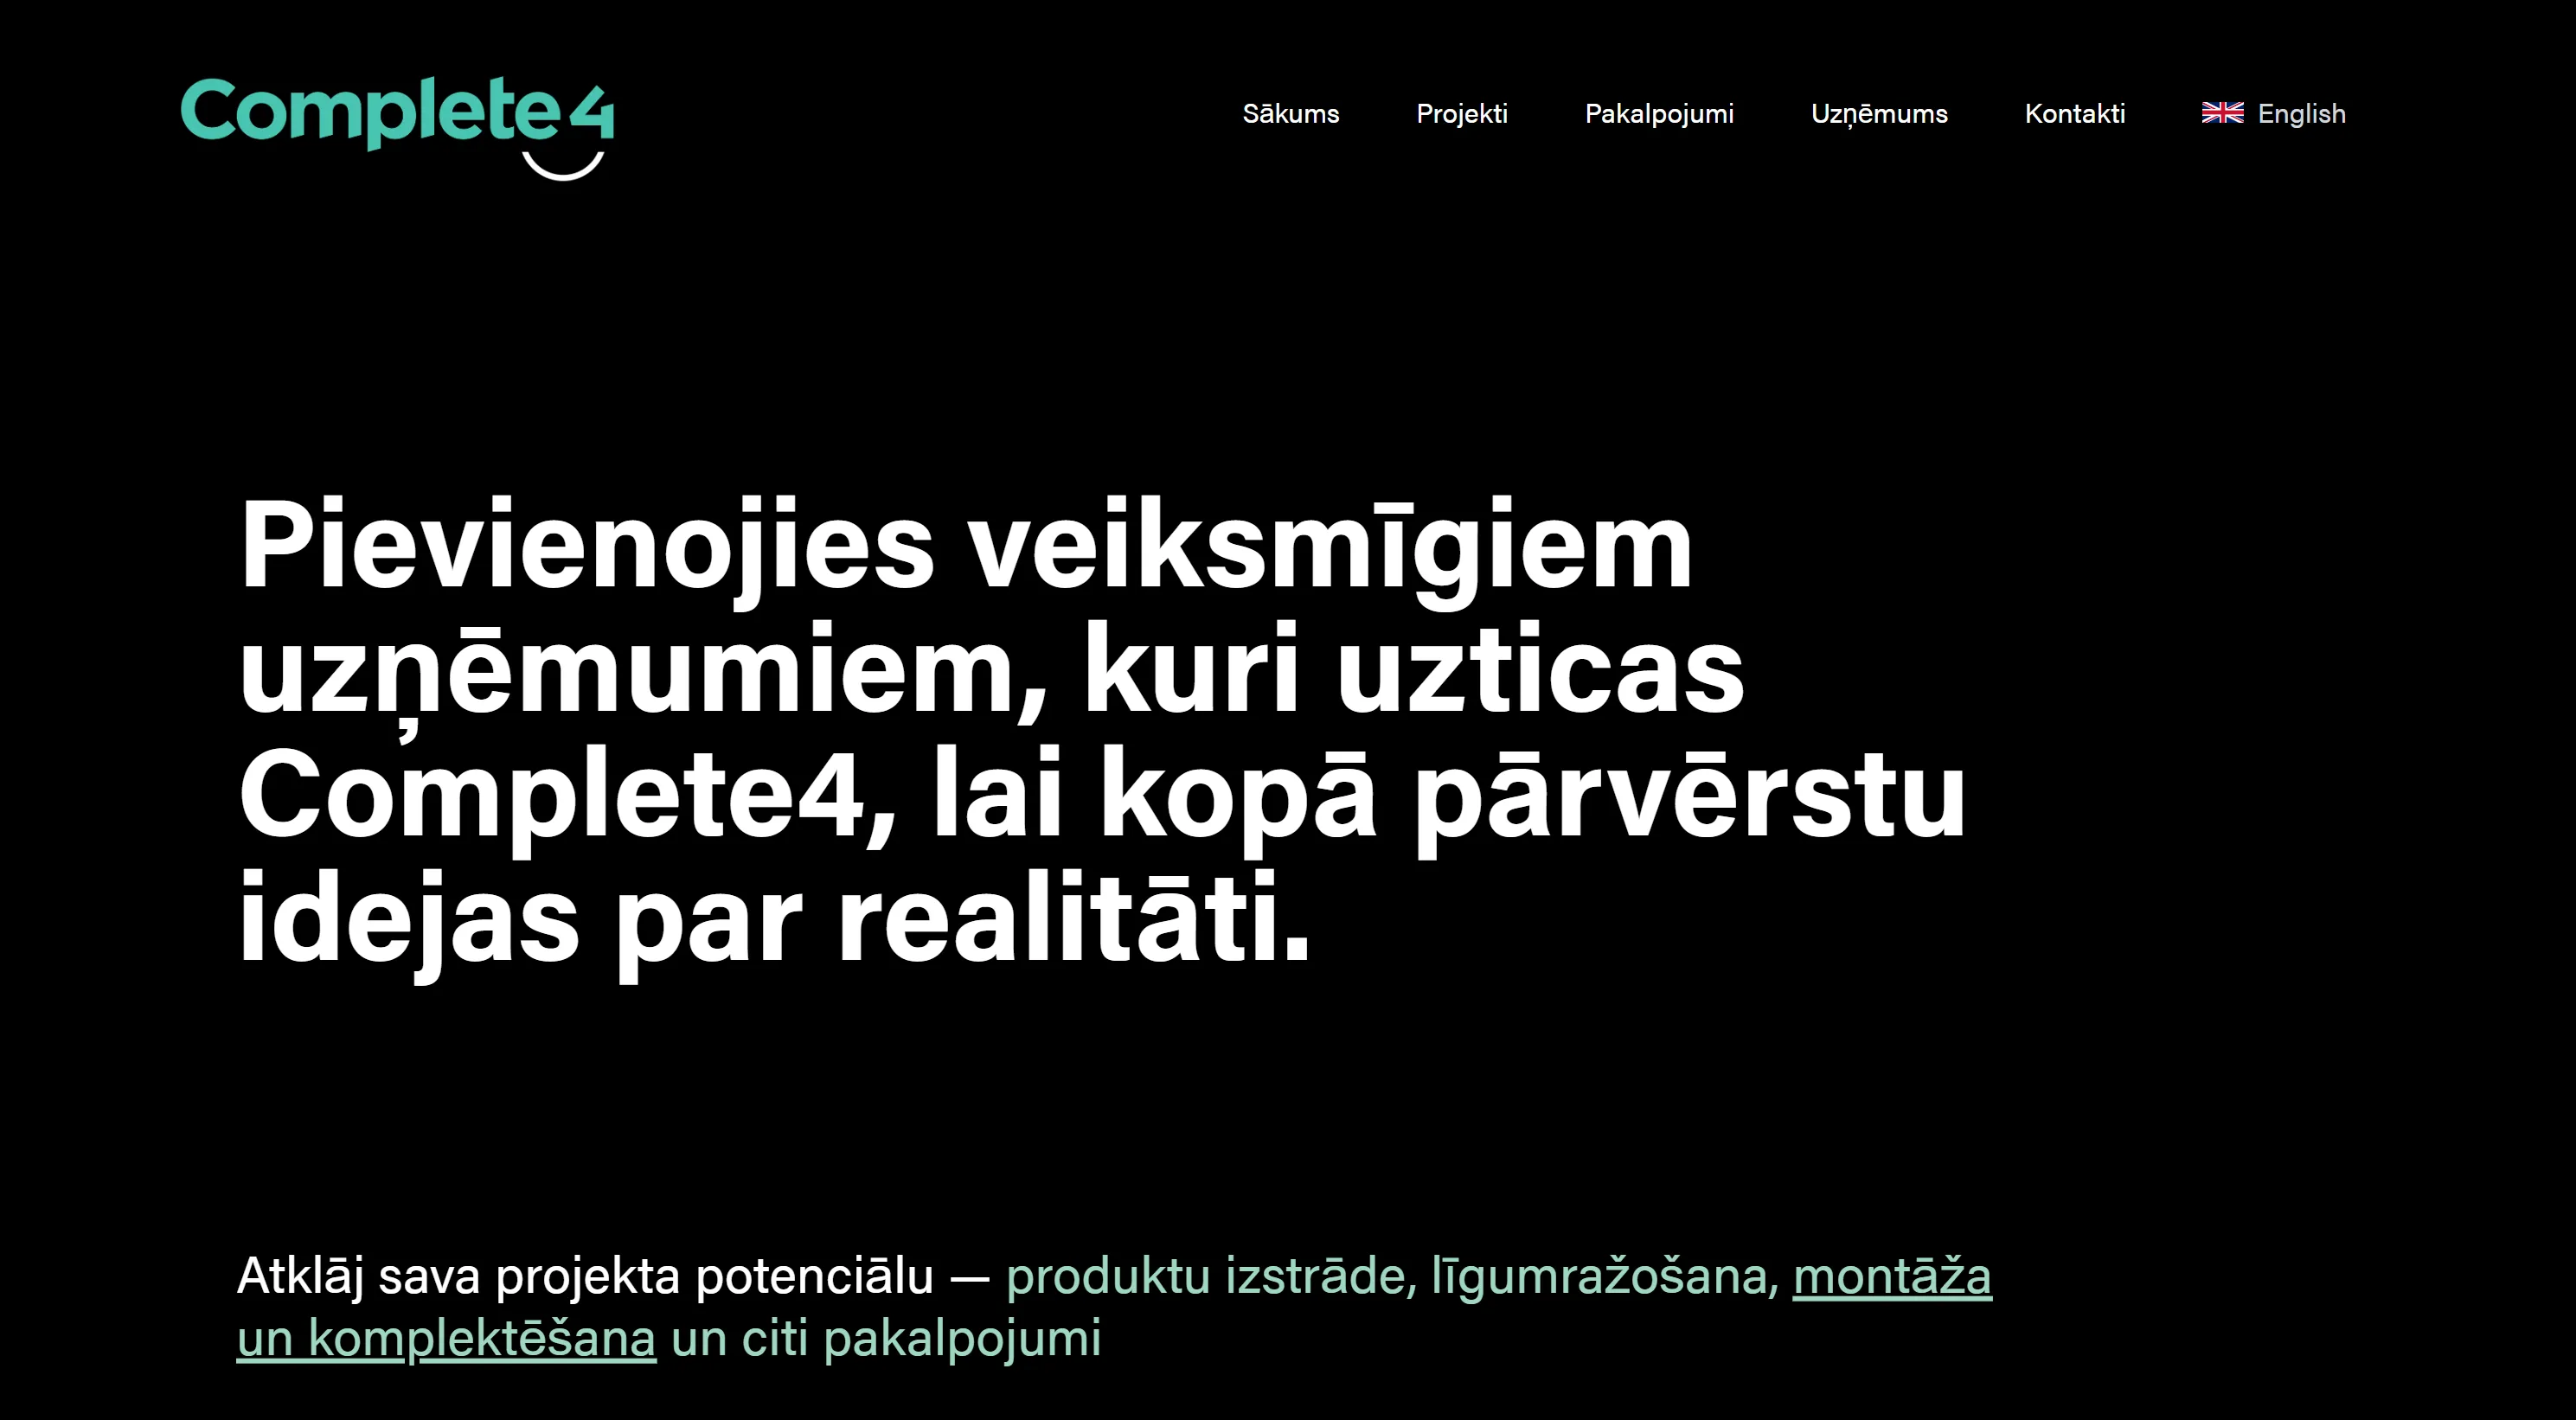 Complete4
Sākums Projekti Pakalpojumi Uzņēmums Kontakti English
Pievienojies veiksmīgiem
uzņēmumiem, kuri uzticas
Complete4, lai kopā pārvērstu
idejas par realitāti.
Atklāj sava projekta potenciālu — produktu izstrāde, līgumražošana, montāža
un komplektēšana un citi pakalpojumi